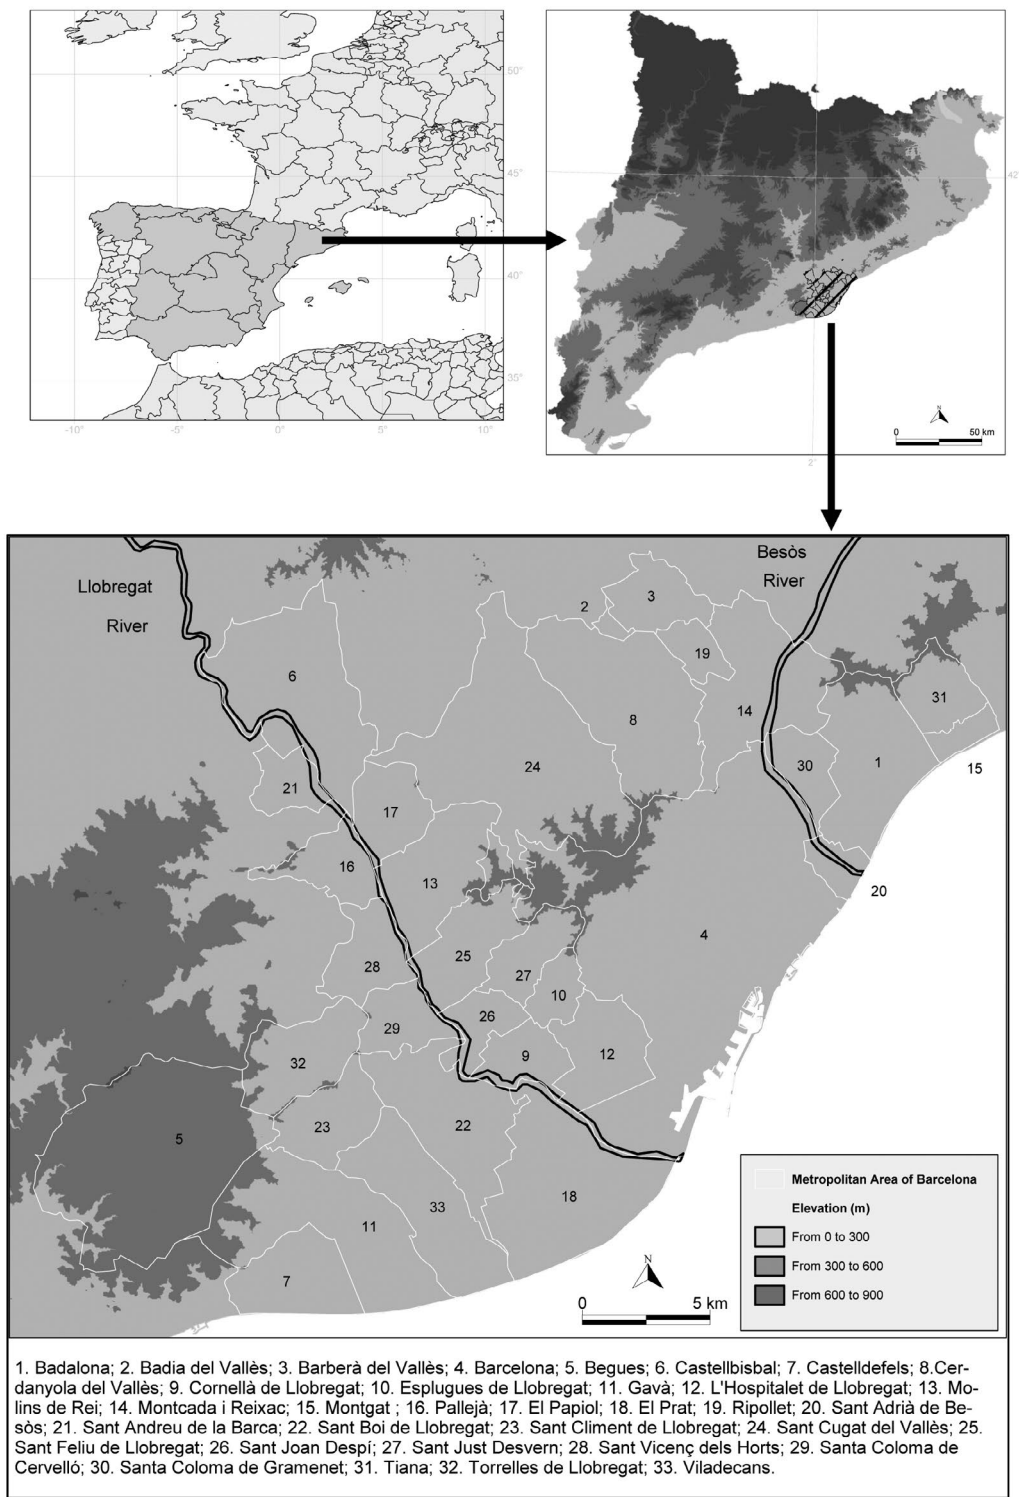 50°
45°
40°
35°
-10°
-5°
0°
5°
10°
42
N
0
50 km
2°
Llobregat
River
Besòs
River
2
3
19
6
31
8
14
24
30
1
15
21
17
16
13
20
4
25
28
27
10
26
29
9
12
32
23
22
5
33
18
11
7
N
0
5 km
Metropolitan Area of Barcelona
Elevation (m)
From 0 to 300
From 300 to 600
From 600 to 900
1. Badalona; 2. Badia del Vallès; 3. Barberà del Vallès; 4. Barcelona; 5. Begues; 6. Castellbisbal; 7. Castelldefels; 8.Cer-
danyola del Vallès; 9. Cornellà de Llobregat; 10. Esplugues de Llobregat; 11. Gavà; 12. L'Hospitalet de Llobregat; 13. Mo-
lins de Rei; 14. Montcada i Reixac; 15. Montgat ; 16. Pallejà; 17. El Papiol; 18. El Prat; 19. Ripollet; 20. Sant Adrià de Be-
sòs; 21. Sant Andreu de la Barca; 22. Sant Boi de Llobregat; 23. Sant Climent de Llobregat; 24. Sant Cugat del Vallès; 25.
Sant Feliu de Llobregat; 26. Sant Joan Despí; 27. Sant Just Desvern; 28. Sant Vicenç dels Horts; 29. Santa Coloma de
Cervelló; 30. Santa Coloma de Gramenet; 31. Tiana; 32. Torrelles de Llobregat; 33. Viladecans.